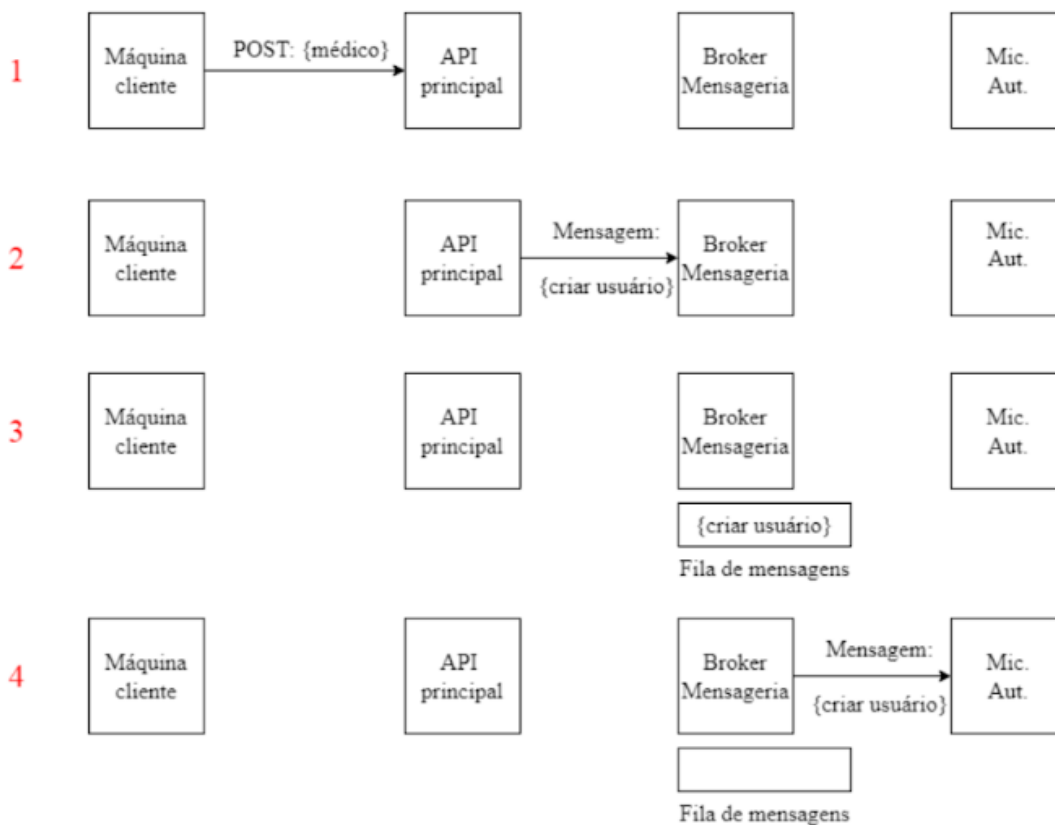 1
Máquina
cliente
POST: {médico}
API
principal
Broker
Mensageria
Mic.
Aut.
2
Máquina
cliente
API
principal
Mensagem:
{criar usuário}
Broker
Mensageria
Mic.
Aut.
3
Máquina
cliente
API
principal
Broker
Mensageria
Mic.
Aut.
{criar usuário}
Fila de mensagens
4
Máquina
cliente
API
principal
Broker
Mensageria
Mensagem:
{criar usuário}
Mic.
Aut.
Fila de mensagens